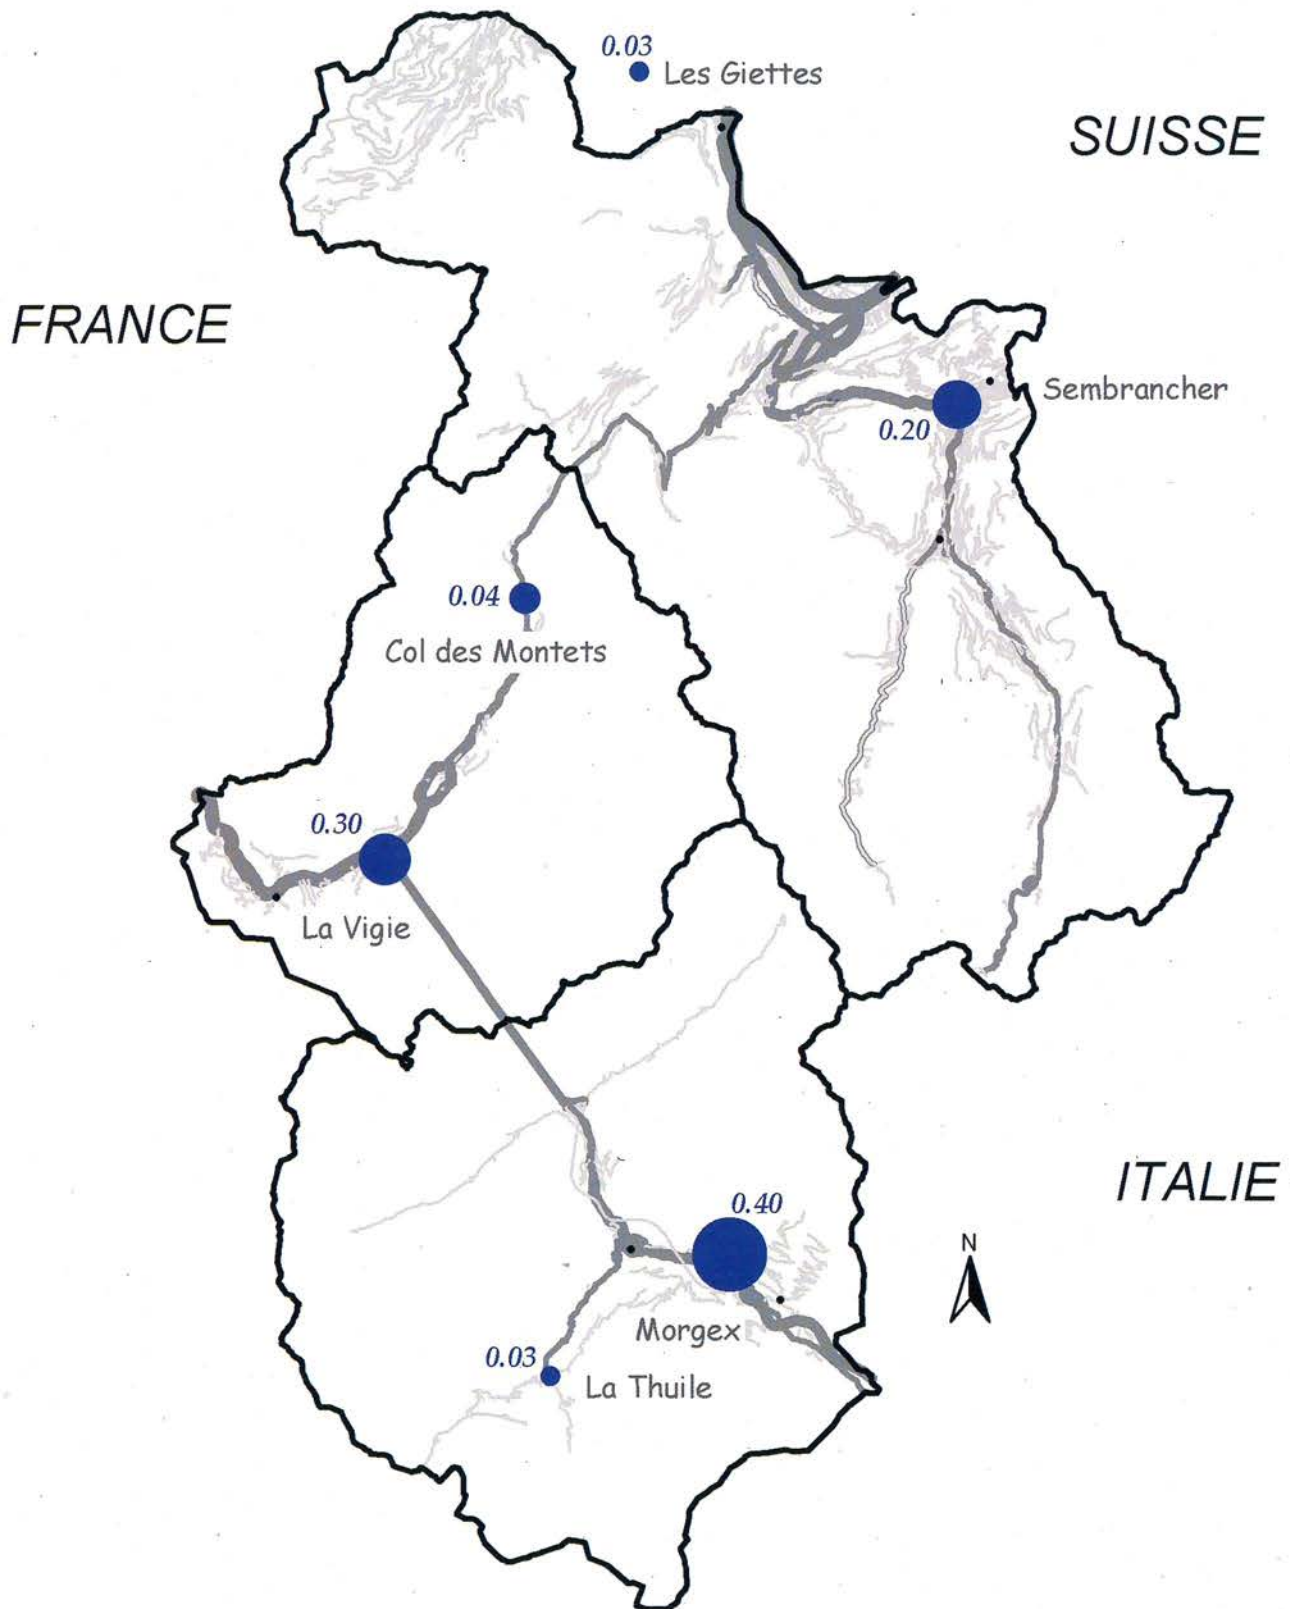 0.03
Les Giettes
SUISSE
FRANCE
Sembrancher
0.20
0.04
Col des Montets
0.30
La Vigie
ITALIE
0.40
N
Morgex
0.03
La Thuile